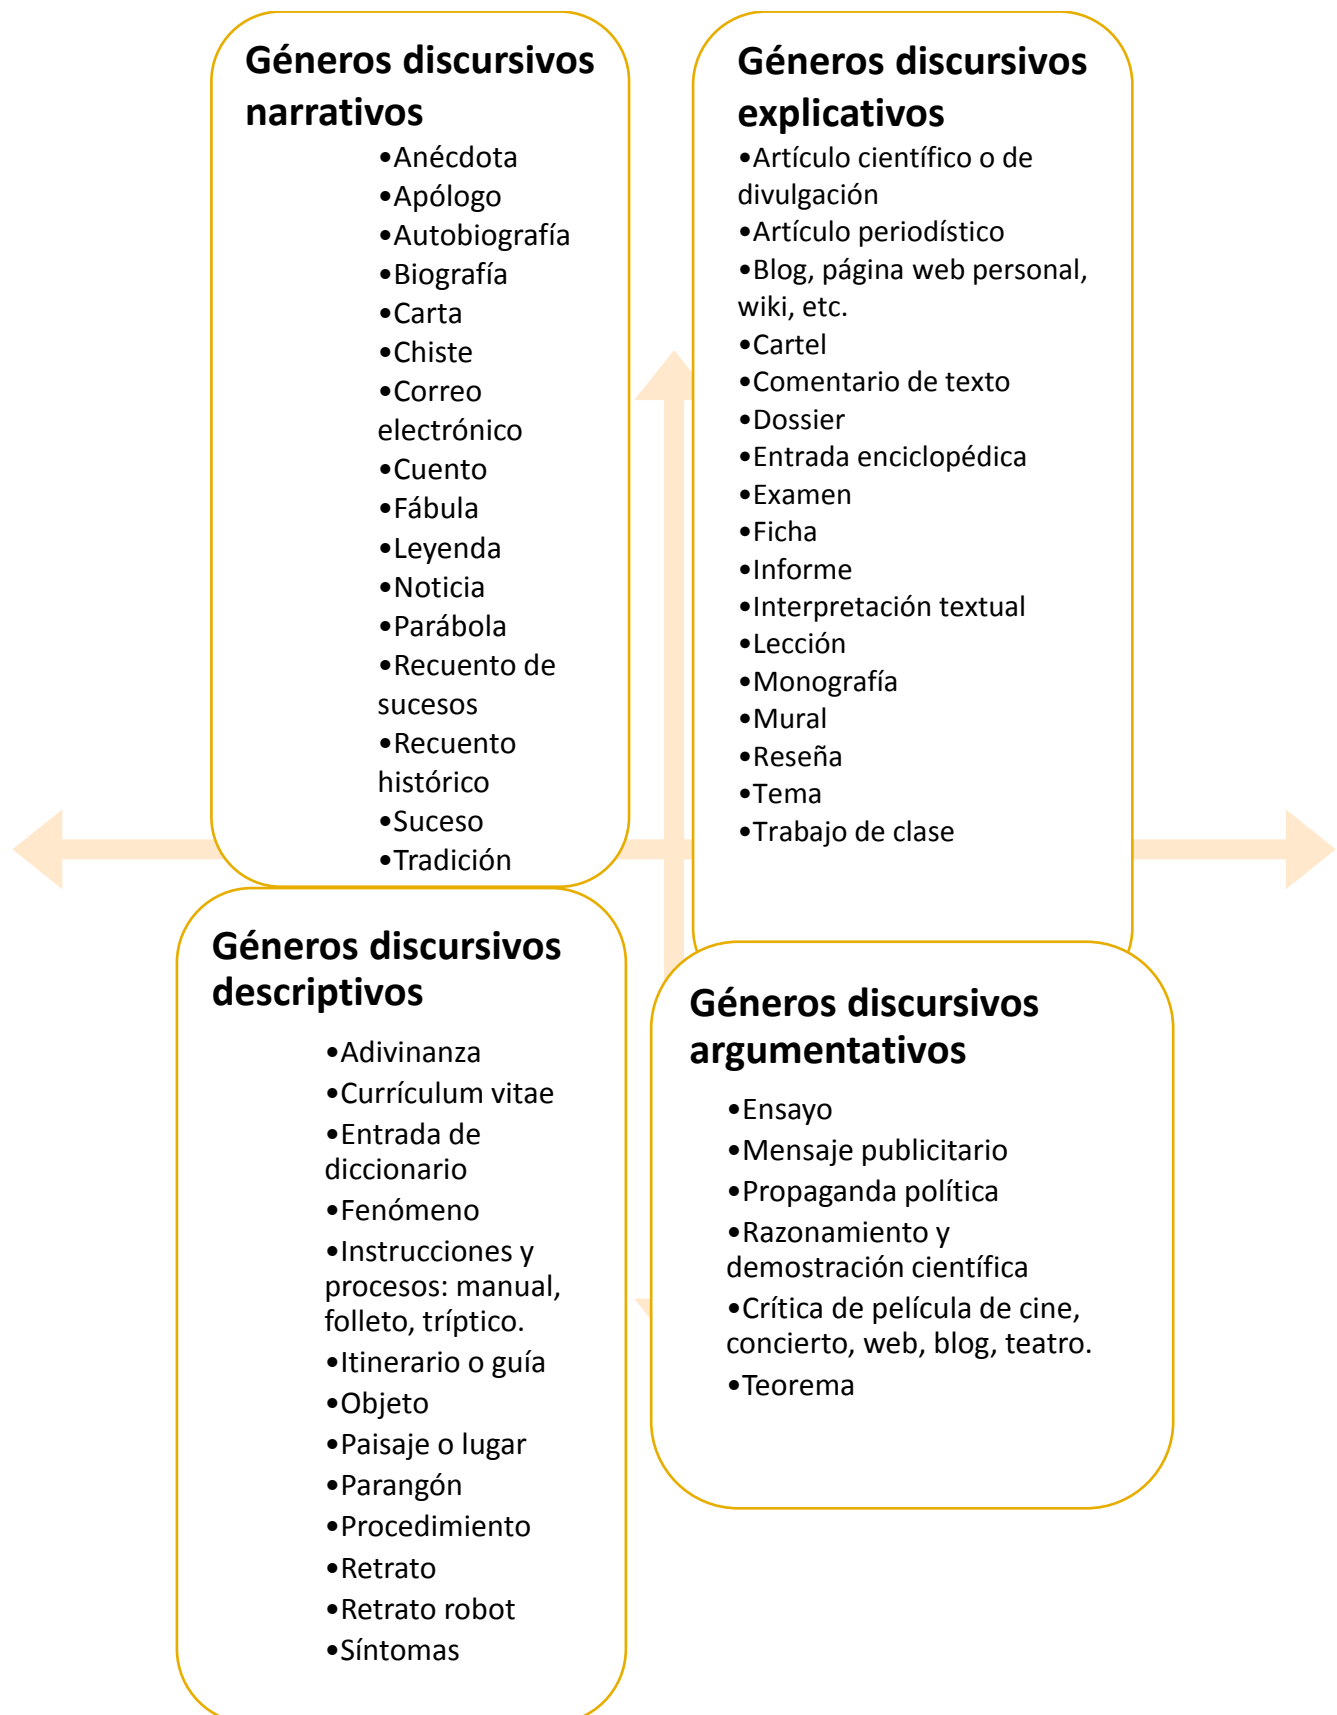 Géneros discursivos
narrativos
•Anécdota
•Apólogo
•Autobiografía
•Biografía
•Carta
•Chiste
•Correo
electrónico
•Cuento
•Fábula
•Leyenda
•Noticia
•Parábola
•Recuento de
sucesos
•Recuento
histórico
•Suceso
•Tradición
Géneros discursivos
explicativos
•Artículo científico o de
divulgación
•Artículo periodístico
•Blog, página web personal,
wiki, etc.
•Cartel
•Comentario de texto
•Dossier
•Entrada enciclopédica
•Examen
•Ficha
•Informe
•Interpretación textual
•Lección
•Monografía
•Mural
•Reseña
•Tema
•Trabajo de clase
Géneros discursivos
descriptivos
•Adivinanza
•Currículum vitae
•Entrada de
diccionario
•Fenómeno
•Instrucciones y
procesos: manual,
folleto, tríptico.
•Itinerario o guía
•Objeto
•Paisaje o lugar
•Parangón
•Procedimiento
•Retrato
•Retrato robot
•Síntomas
Géneros discursivos
argumentativos
•Ensayo
•Mensaje publicitario
•Propaganda política
•Razonamiento y
demostración científica
•Crítica de película de cine,
concierto, web, blog, teatro.
•Teorema